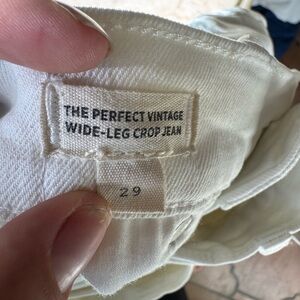 THE PERFECT VINTAGE
WIDE-LEG CROP JEAN
29